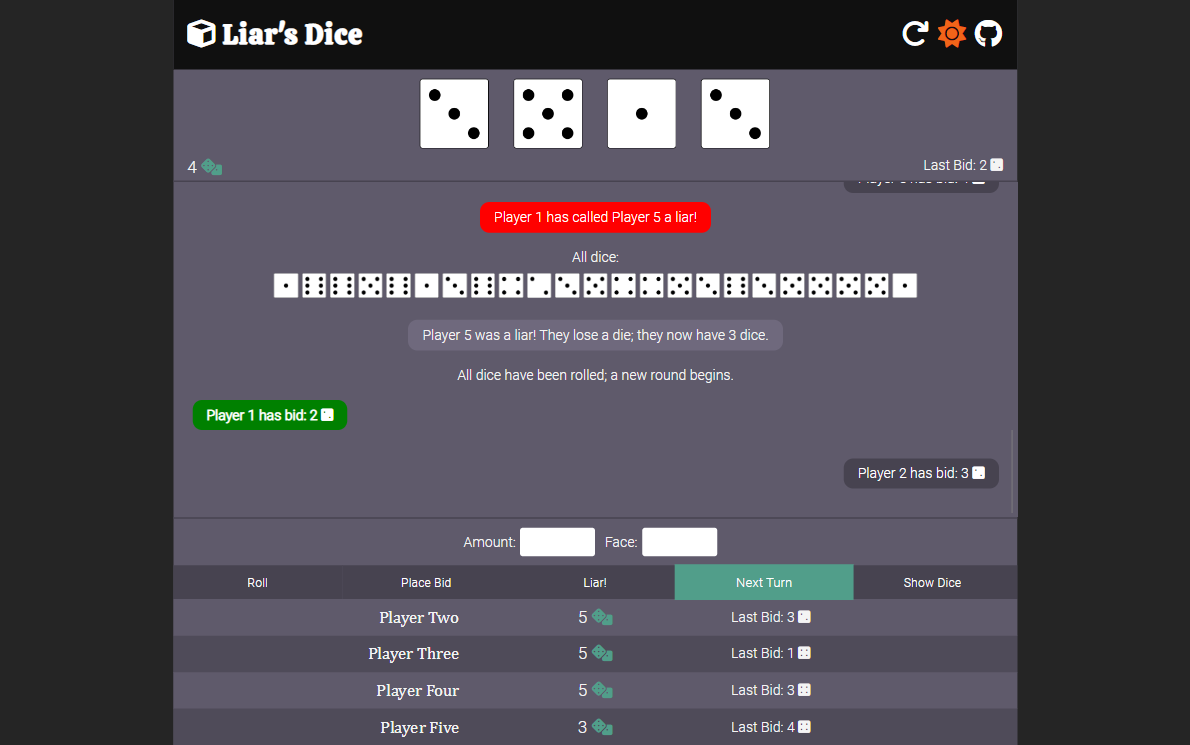 Liar's Dice
4
Last Bid: 2
Player 1 has called Player 5 a liar!
All dice:
Player 5 was a liar! They lose a die; they now have 3 dice.
All dice have been rolled; a new round begins.
Player 1 has bid: 2
Player 2 has bid: 3
Amount: Face:
Roll Place Bid Liar! Next Turn Show Dice
Player Two 5 Last Bid: 3
Player Three 5 Last Bid: 1
Player Four 5 Last Bid: 3
Player Five 3 Last Bid: 4